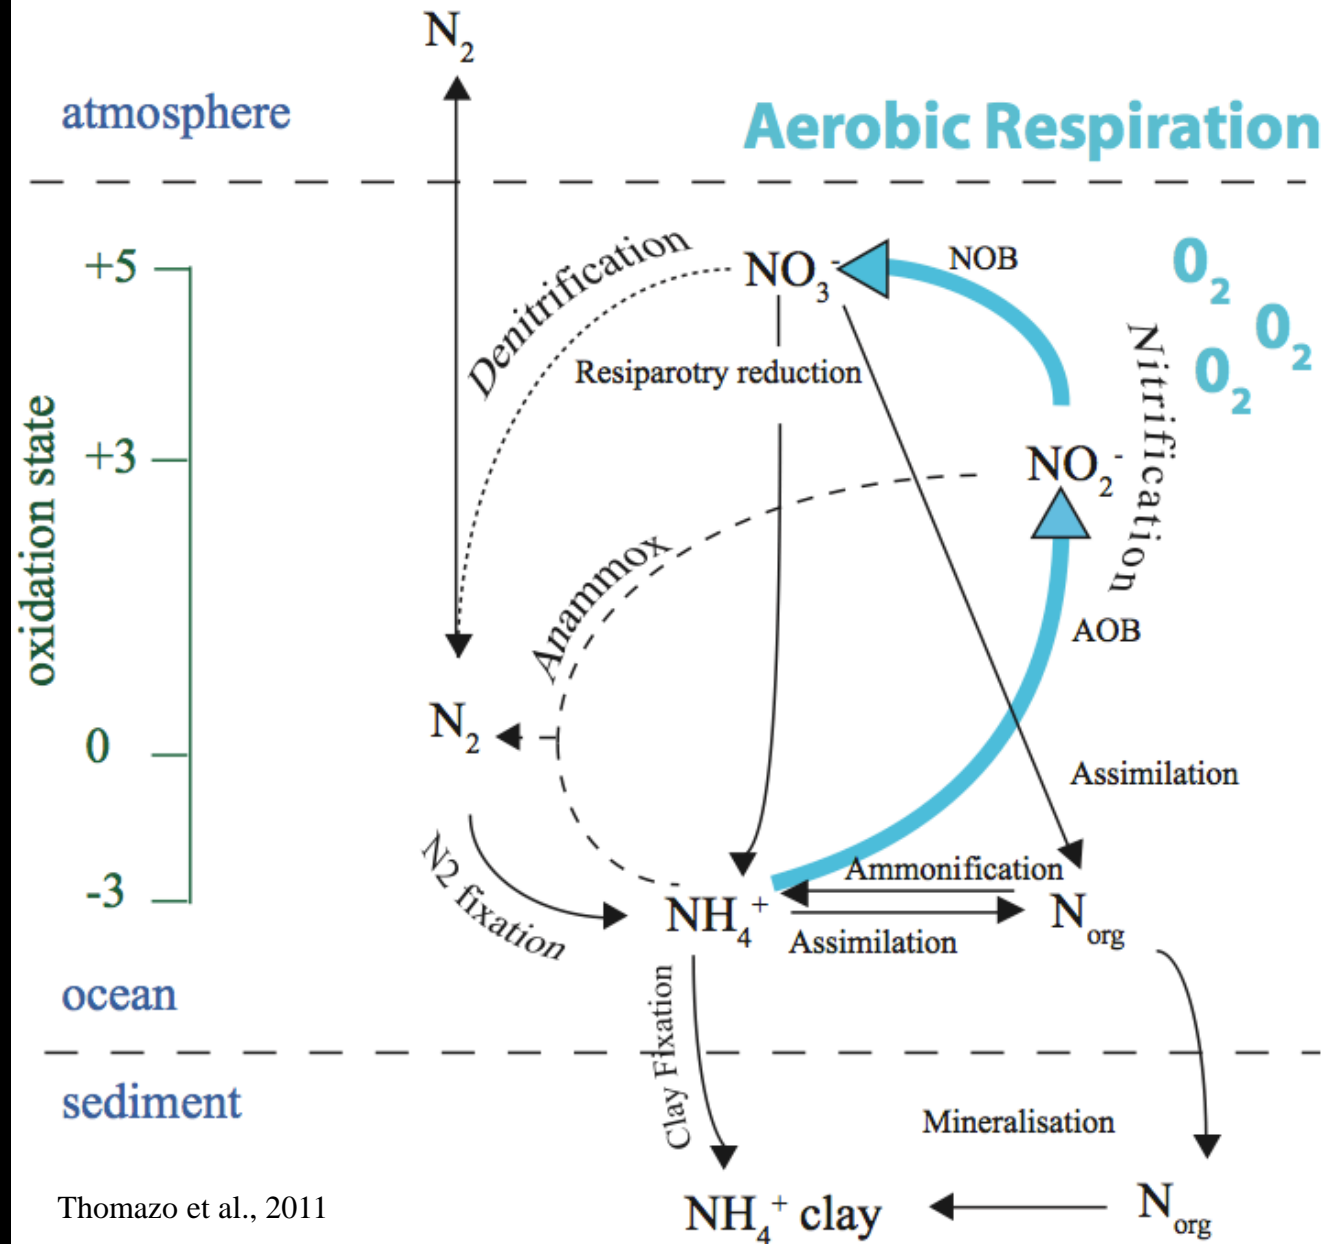 N2
atmosphere
Aerobic Respiration
+5
Denitrification
NO3-
NOB
O2
O2
O2
Resiparotry reduction
Nitrification
oxidation state
+3
NO2-
Anammox
AOB
N2
0
Assimilation
N2 fixation
-3
Ammonification
NH4+
Norg
Assimilation
ocean
Clay Fixation
sediment
Mineralisation
Thomazo et al., 2011
NH4+ clay
Norg